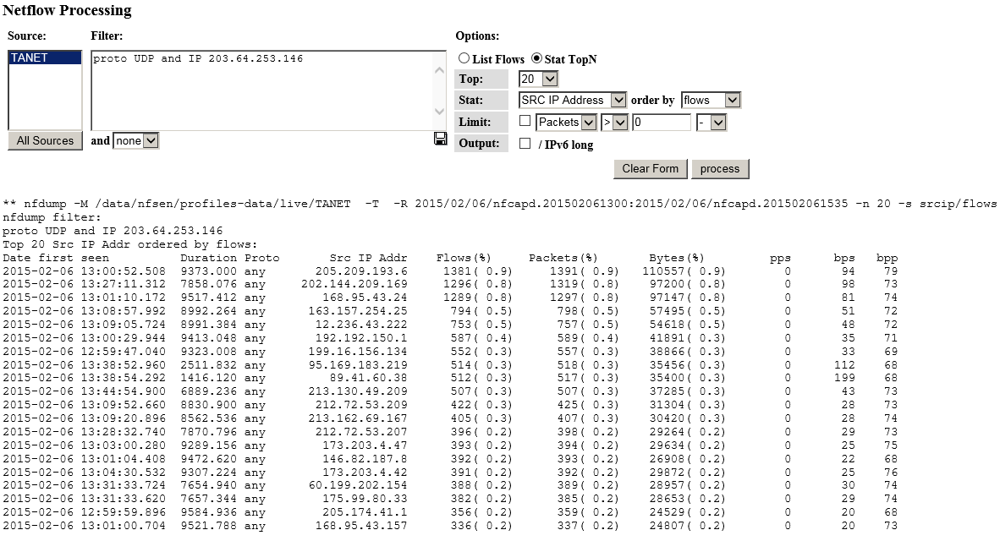 Netflow Processing
Source: Filter: Options:
TANET proto UDP and IP 203.64.253.146
List Flows Stat TopN
Top: 20
Stat: SRC IP Address order by flows
Limit: Packets > 0 -
All Sources and none Output: / IPv6 long
Clear Form process
** nfdump -M /data/nfsen/profiles-data/live/TANET -T -R 2015/02/06/nfcapd.201502061300:2015/02/06/nfcapd.201502061535 -n 20 -s srcip/flows
nfdump filter:
proto UDP and IP 203.64.253.146
Top 20 Src IP Addr ordered by flows:
Date first seen Duration Proto Src IP Addr Flows(%) Packets(%) Bytes(%) pps bps bpp
2015-02-06 13:00:52.508 9373.000 any 205.209.193.6 1381( 0.9) 1391( 0.9) 110557( 0.9) 0 94 79
2015-02-06 13:27:11.312 7858.076 any 202.144.209.169 1296( 0.8) 1319( 0.8) 97200( 0.8) 0 98 73
2015-02-06 13:01:10.172 9517.412 any 168.95.43.24 1289( 0.8) 1297( 0.8) 97147( 0.8) 0 81 74
2015-02-06 13:08:57.992 8992.264 any 163.157.254.25 794( 0.5) 798( 0.5) 57495( 0.5) 0 51 72
2015-02-06 13:09:05.724 8991.384 any 12.236.43.222 753( 0.5) 757( 0.5) 54618( 0.5) 0 48 72
2015-02-06 13:00:29.944 9413.048 any 192.192.150.1 587( 0.4) 589( 0.4) 41891( 0.3) 0 35 71
2015-02-06 12:59:47.040 9323.008 any 199.16.156.134 552( 0.3) 557( 0.3) 38866( 0.3) 0 33 69
2015-02-06 13:38:52.960 2511.832 any 95.169.183.219 514( 0.3) 518( 0.3) 35456( 0.3) 0 112 68
2015-02-06 13:38:54.292 1416.120 any 89.41.60.38 512( 0.3) 517( 0.3) 35400( 0.3) 0 199 68
2015-02-06 13:44:54.900 6889.236 any 213.130.49.209 507( 0.3) 507( 0.3) 37285( 0.3) 0 43 73
2015-02-06 13:09:52.660 8830.900 any 212.72.53.209 422( 0.3) 425( 0.3) 31304( 0.3) 0 28 73
2015-02-06 13:09:20.896 8562.536 any 213.162.69.167 405( 0.3) 407( 0.3) 30420( 0.3) 0 28 74
2015-02-06 13:28:32.740 7870.796 any 212.72.53.207 396( 0.2) 398( 0.2) 29264( 0.2) 0 29 73
2015-02-06 13:03:00.280 9289.156 any 173.203.4.47 393( 0.2) 394( 0.2) 29634( 0.2) 0 25 75
2015-02-06 13:01:04.408 9472.620 any 146.82.187.8 392( 0.2) 393( 0.2) 26908( 0.2) 0 22 68
2015-02-06 13:04:30.532 9307.224 any 173.203.4.42 391( 0.2) 392( 0.2) 29872( 0.2) 0 25 76
2015-02-06 13:31:33.724 7654.940 any 60.199.202.154 388( 0.2) 389( 0.2) 28957( 0.2) 0 30 74
2015-02-06 13:31:33.620 7657.344 any 175.99.80.33 382( 0.2) 385( 0.2) 28653( 0.2) 0 29 74
2015-02-06 12:59:59.896 9584.936 any 205.174.41.1 356( 0.2) 359( 0.2) 24529( 0.2) 0 20 68
2015-02-06 13:01:00.704 9521.788 any 168.95.43.157 336( 0.2) 337( 0.2) 24807( 0.2) 0 20 73